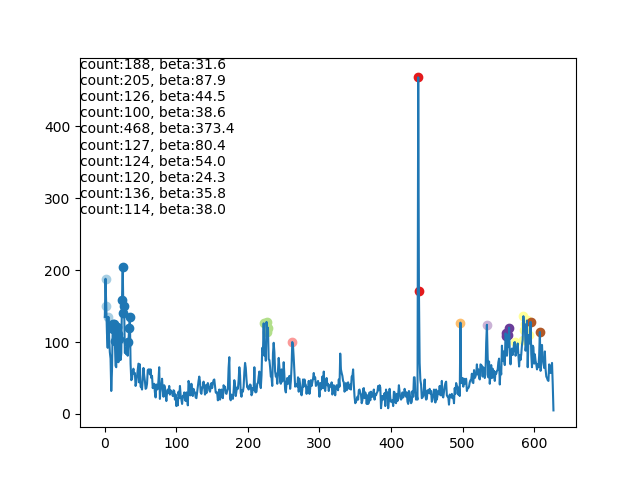 count:188, beta:31.6
count:205, beta:87.9
count:126, beta:44.5
count:100, beta:38.6
count:468, beta:373.4
count:127, beta:80.4
count:124, beta:54.0
count:120, beta:24.3
count:136, beta:35.8
count:114, beta:38.0
400
300
200
100
0
0 100 200 300 400 500 600